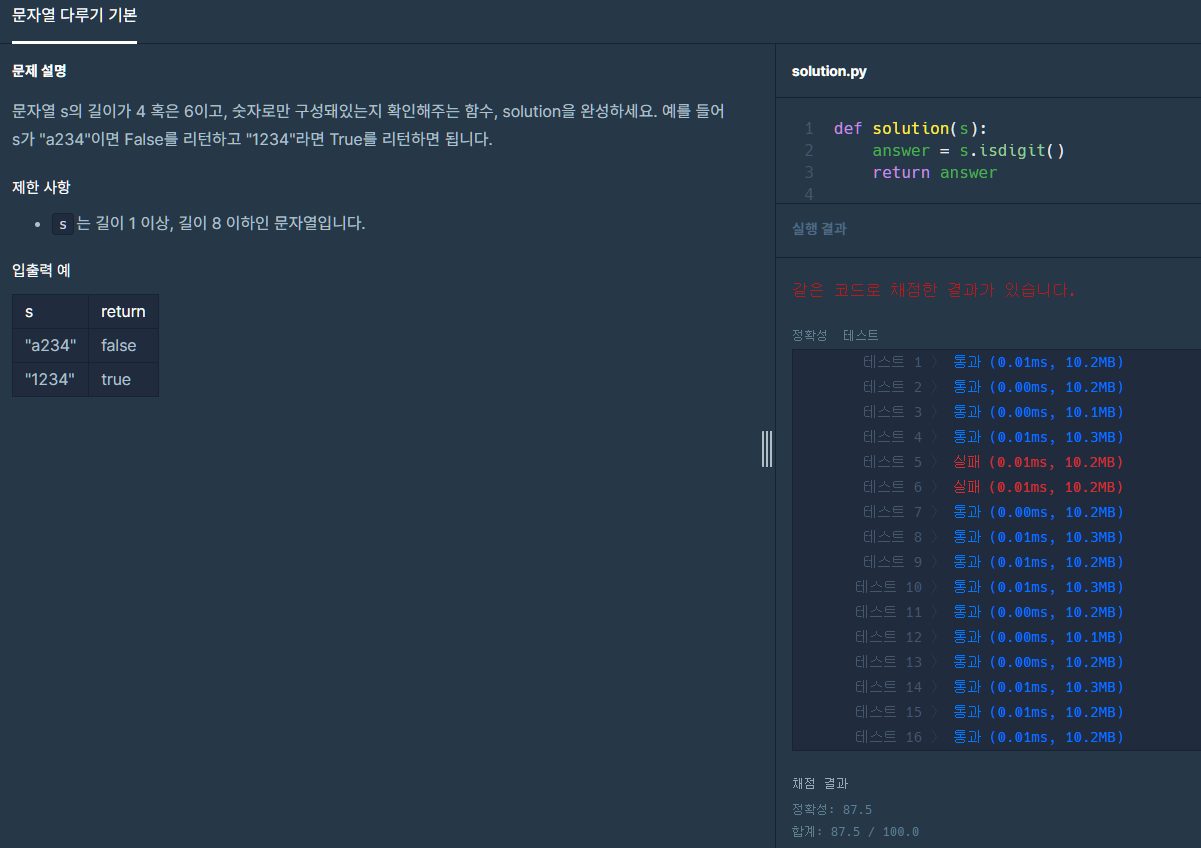 문자열 다루기 기본
문제 설명
문자열 s의 길이가 4 혹은 6이고, 숫자로만 구성돼있는지 확인해주는 함수, solution을 완성하세요. 예를 들어
s가 "a234"이면 False를 리턴하고 "1234"라면 True를 리턴하면 됩니다.
제한 사항
• s 는 길이 1 이상, 길이 8 이하인 문자열입니다.
입출력 예
s return
"a234" false
"1234" true
solution.py
1 def solution(s):
2 answer = s.isdigit()
3 return answer
4
실행 결과
같은 코드로 채점한 결과가 있습니다.
정확성 테스트
테스트 1 〉 통과 (0.01ms, 10.2MB)
테스트 2 〉 통과 (0.00ms, 10.2MB)
테스트 3 〉 통과 (0.00ms, 10.1MB)
테스트 4 〉 통과 (0.01ms, 10.3MB)
테스트 5 〉 실패 (0.01ms, 10.2MB)
테스트 6 〉 실패 (0.01ms, 10.2MB)
테스트 7 〉 통과 (0.00ms, 10.2MB)
테스트 8 〉 통과 (0.01ms, 10.3MB)
테스트 9 〉 통과 (0.01ms, 10.2MB)
테스트 10 〉 통과 (0.01ms, 10.3MB)
테스트 11 〉 통과 (0.00ms, 10.2MB)
테스트 12 〉 통과 (0.00ms, 10.1MB)
테스트 13 〉 통과 (0.00ms, 10.2MB)
테스트 14 〉 통과 (0.01ms, 10.3MB)
테스트 15 〉 통과 (0.01ms, 10.2MB)
테스트 16 〉 통과 (0.01ms, 10.2MB)
채점 결과
정확성: 87.5
합계: 87.5 / 100.0